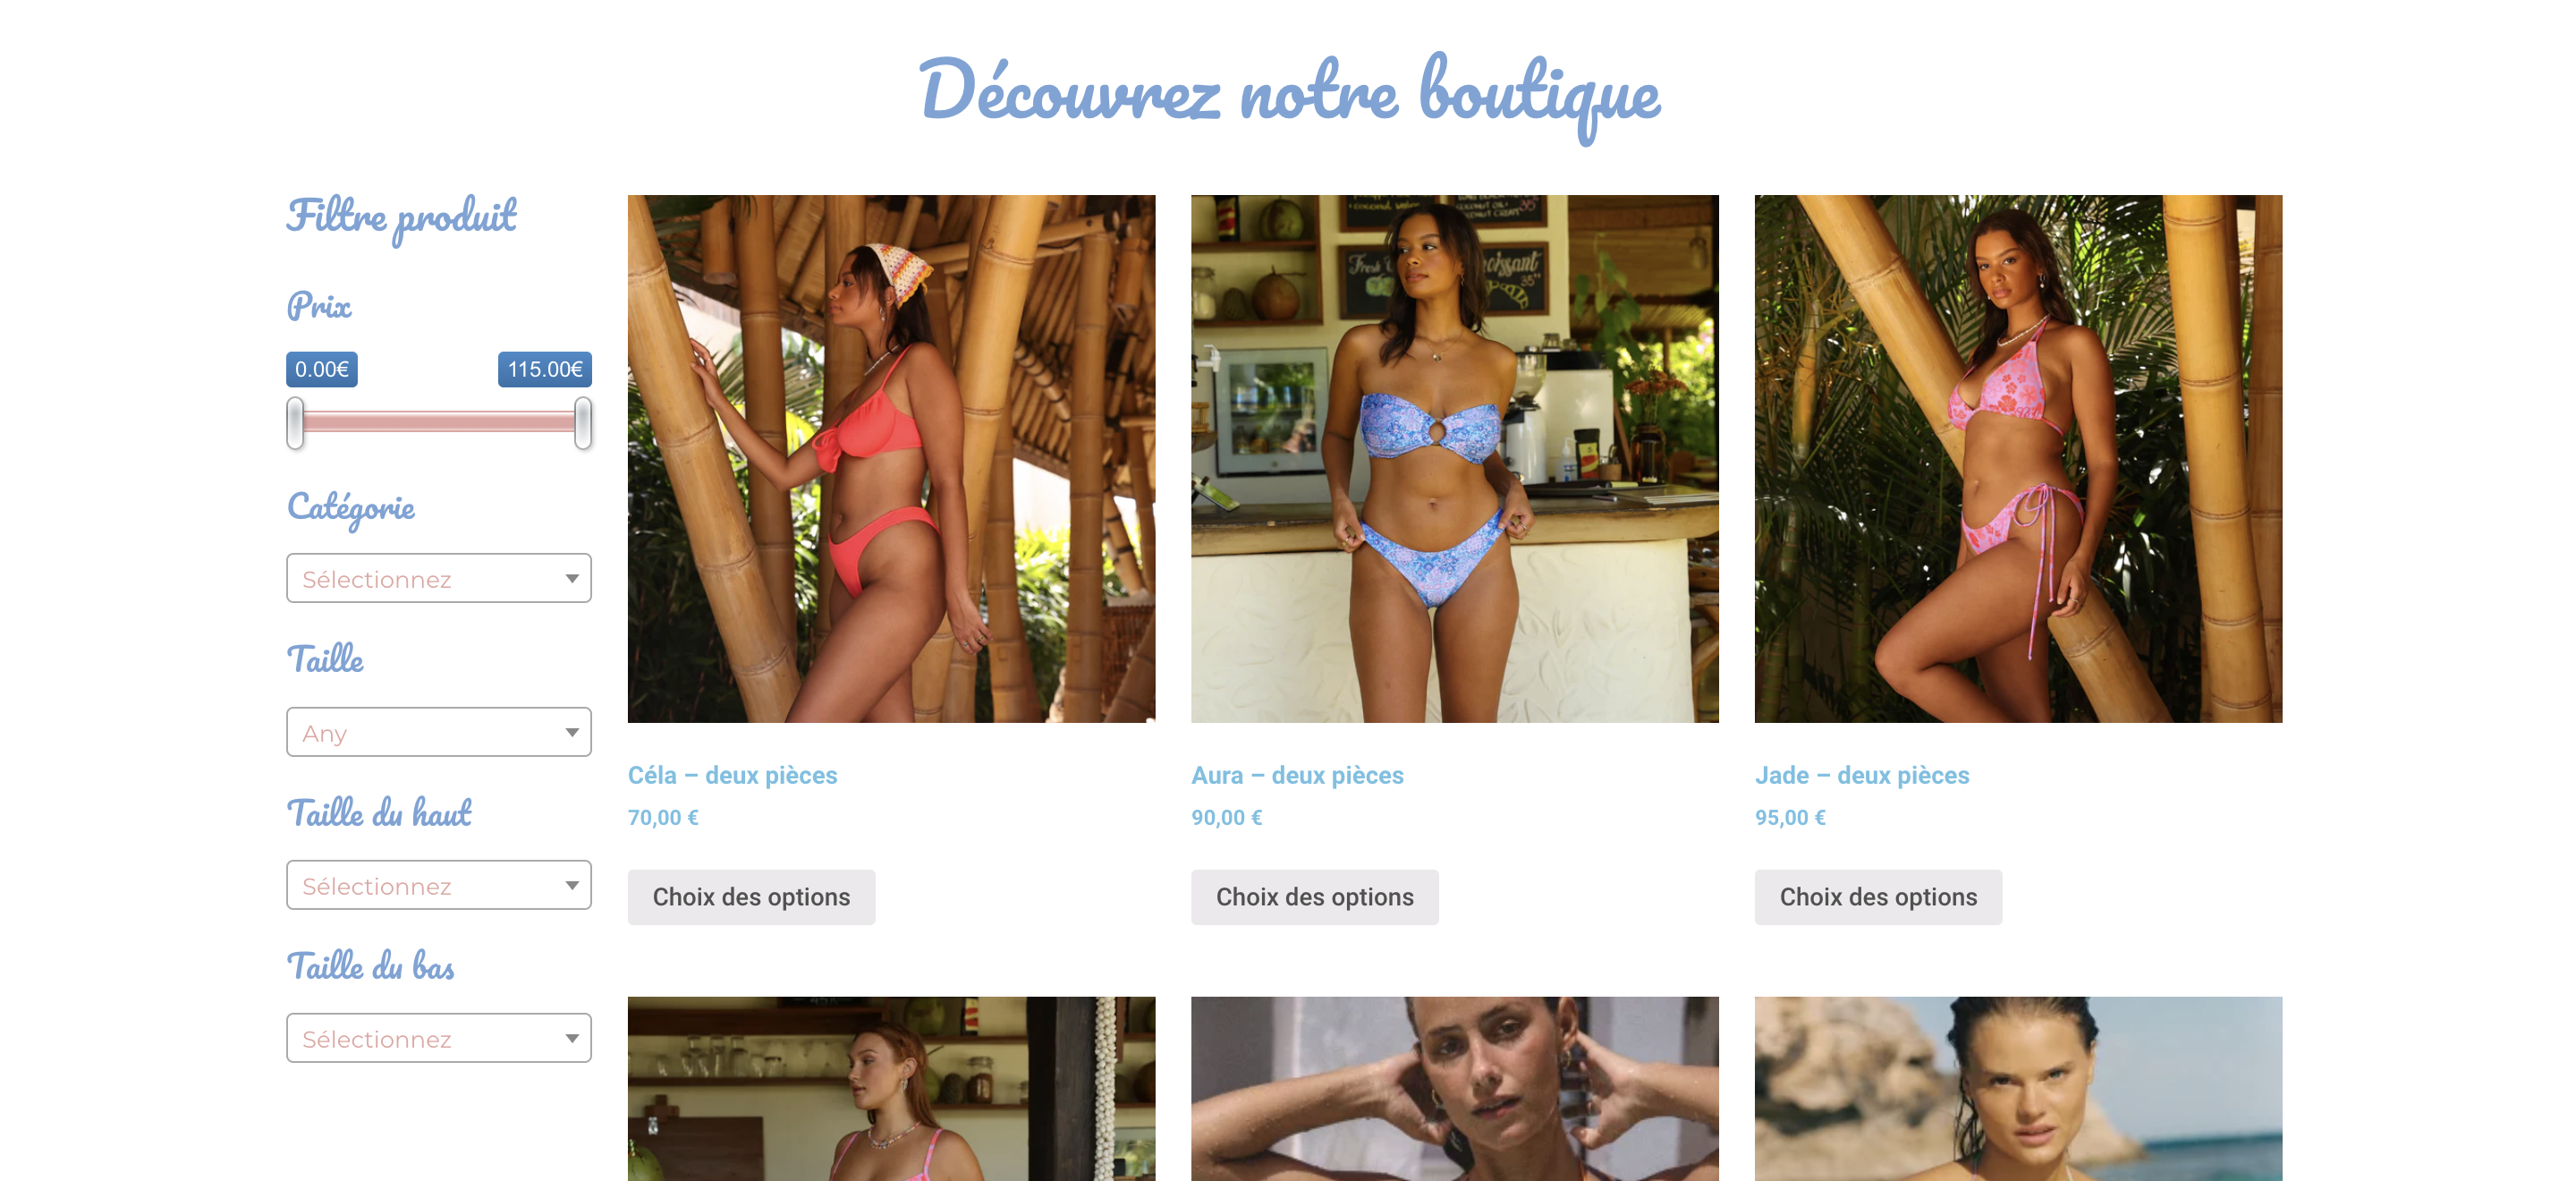 Découvrez notre boutique
Filtre produit
Prix
0.00€ 115.00€
Catégorie
Sélectionnez
Taille
Any
Taille du haut
Sélectionnez
Taille du bas
Sélectionnez
Fresh
35
Céla – deux pièces
70,00 €
Choix des options
Aura – deux pièces
90,00 €
Choix des options
Jade – deux pièces
95,00 €
Choix des options